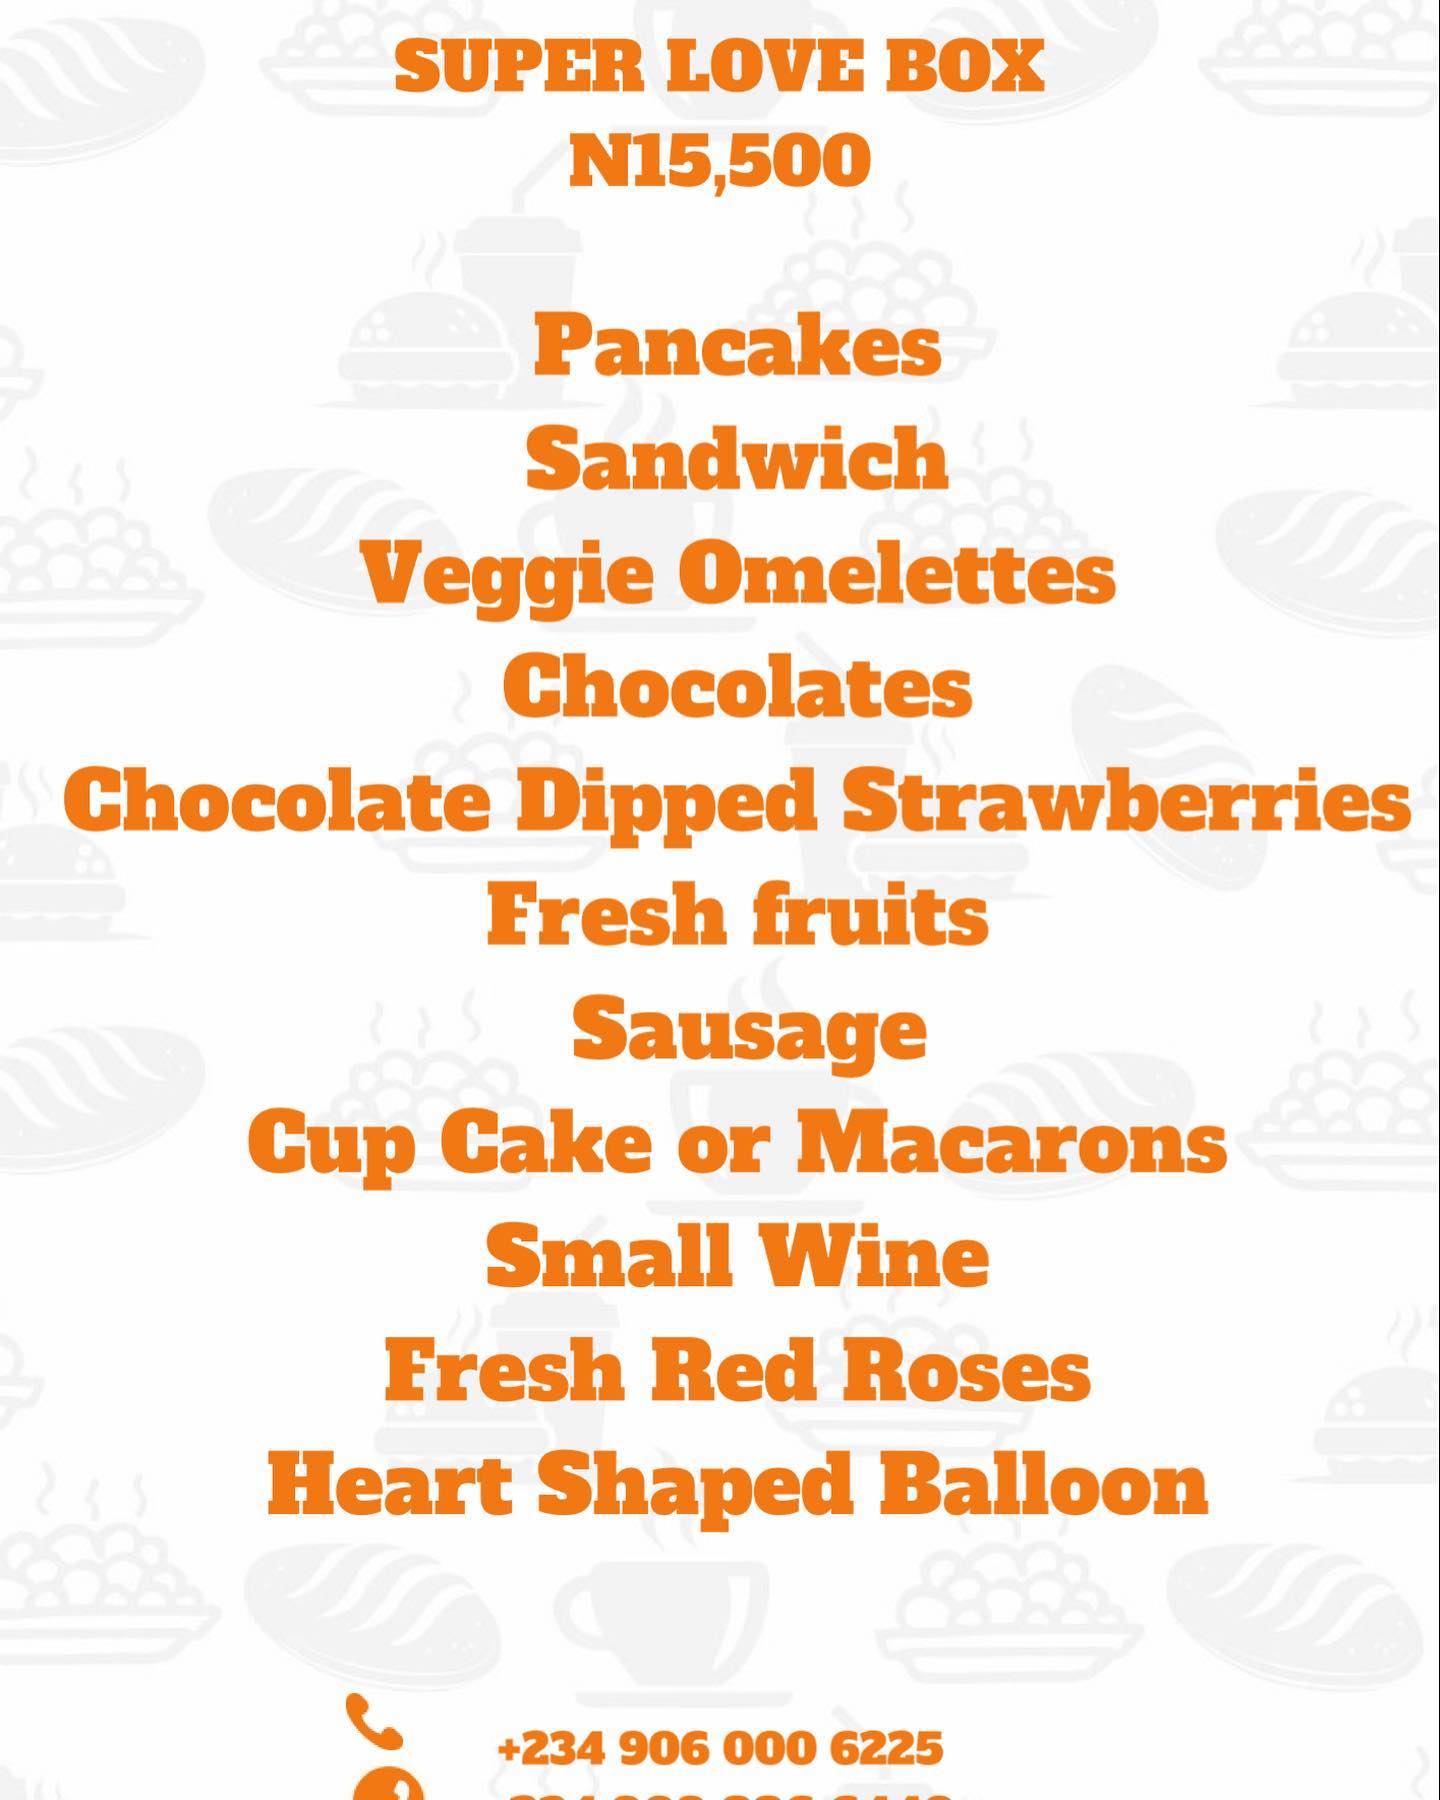 SUPER LOVE BOX
N15,500
Pancakes
Sandwich
Veggie Omelettes
Chocolates
Chocolate Dipped Strawberries
Fresh fruits
Sausage
Cup Cake or Macarons
Small Wine
Fresh Red Roses
Heart Shaped Balloon
+234 906 000 6225